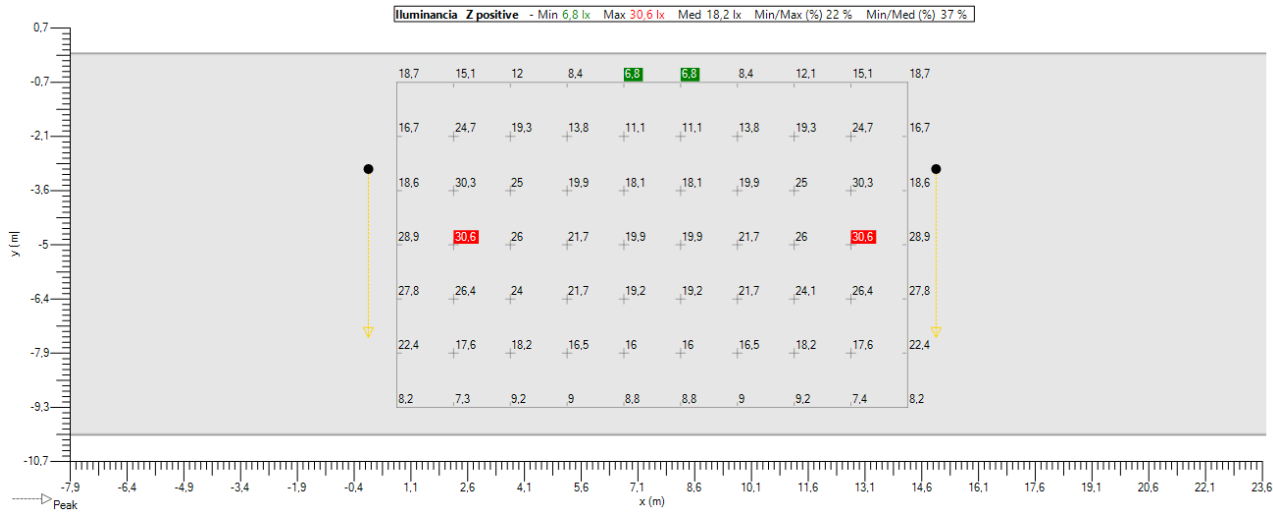 Iluminancia Z positive - Min 6,8 lx Max 30,6 lx Med 18,2 lx Min/Max (%) 22 % Min/Med (%) 37 %
0,7
-0,7
18,7 15,1 12 8,4 6,8 6,8 8,4 12,1 15,1 18,7
-2,1
16,7 24,7 19,3 13,8 11,1 11,1 13,8 19,3 24,7 16,7
-3,6
18,6 30,3 25 19,9 18,1 18,1 19,9 25 30,3 18,6
y [m]
-5
28,9 30,6 26 21,7 19,9 19,9 21,7 26 30,6 28,9
-6,4
27,8 26,4 24 21,7 19,2 19,2 21,7 24,1 26,4 27,8
-7,9
22,4 17,6 18,2 16,5 16 16 16,5 18,2 17,6 22,4
-9,3
8,2 7,3 9,2 9 8,8 8,8 9 9,2 7,4 8,2
-10,7
-7,9 -6,4 -4,9 -3,4 -1,9 -0,4 1,1 2,6 4,1 5,6 7,1 8,6 10,1 11,6 13,1 14,6 16,1 17,6 19,1 20,6 22,1 23,6
x (m)
Peak